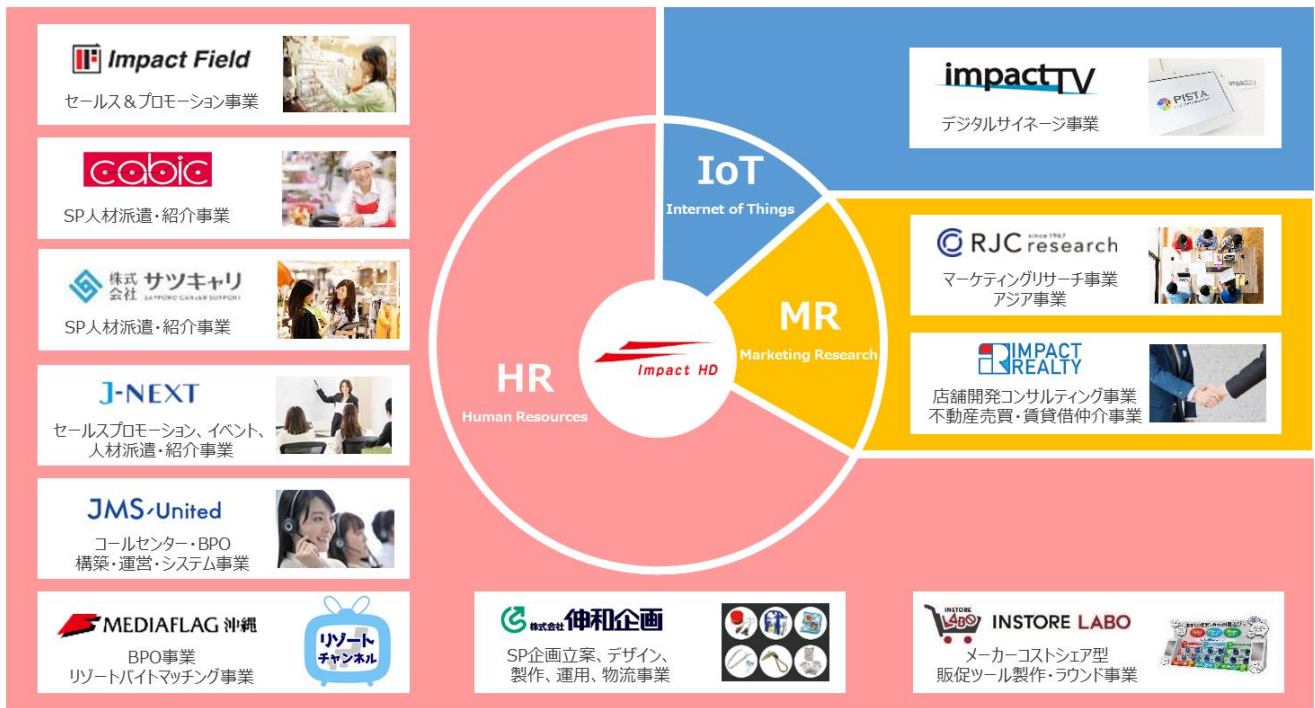 Impact Field
セールス&プロモーション事業
cabic
SP人材派遣・紹介事業
株式会社 サツキャリ
SAPPORO CAREER SUPPORT
SP人材派遣・紹介事業
J-NEXT
セールスプロモーション、イベント、
人材派遣・紹介事業
JMS United
コールセンター・BPO
構築・運営・システム事業
MEDIAFLAG 沖縄
BPO事業
リゾートバイトマッチング事業
リゾート
チャンネル
株式会社 伸和企画
SP企画立案、デザイン、
製作、運用、物流事業
INSTORE
LABO
INSTORE LABO
メーカーコストシェア型
販促ツール製作・ラウンド事業
HR
Human Resources
Impact HD
IoT
Internet of Things
MR
Marketing Research
impactTV
デジタルサイネージ事業
PISTA
RJC research
since 1967
マーケティングリサーチ事業
アジア事業
IMPACT
REALTY
店舗開発コンサルティング事業
不動産売買・賃貸借仲介事業